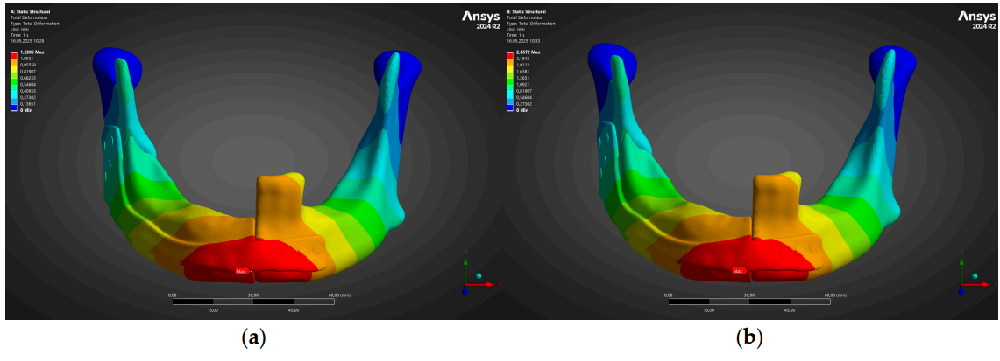 A: Static Structural
Total Deformation
Type: Total Deformation
Unit: mm
Time: 1 s
16.05.2025 10:28
1,2286 Max
1,0921
0,95558
0,81907
0,68255
0,54604
0,40953
0,27302
0,13651
0 Min
Ansys
2024 R2
Max
0,00
30,00
60,00 (mm)
15,00
45,00
Y
X
B: Static Structural
Total Deformation
Type: Total Deformation
Unit: mm
Time: 1 s
16.05.2025 10:33
2,4572 Max
2,1842
1,9112
1,6381
1,3651
1,0921
0,81907
0,54604
0,27302
0 Min
Ansys
2024 R2
Max
0,00
30,00
60,00 (mm)
15,00
45,00
(a)
(b)